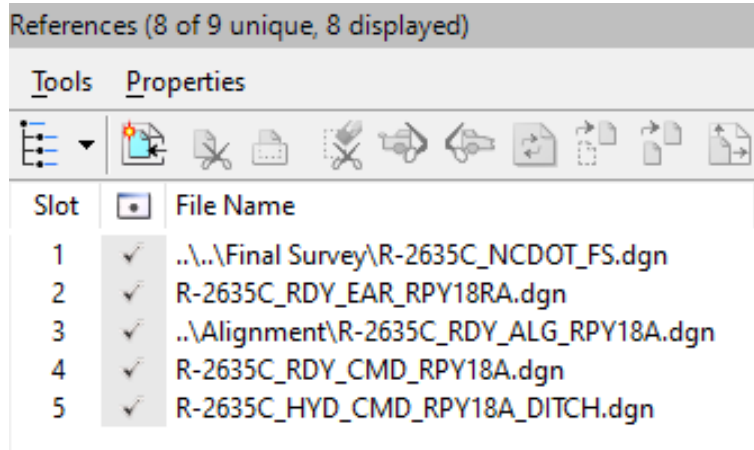 References (8 of 9 unique, 8 displayed)
Tools Properties
Slot File Name
1 ..\..\Final Survey\R-2635C_NCDOT_FS.dgn
2 R-2635C_RDY_EAR_RPY18RA.dgn
3 ..\Alignment\R-2635C_RDY_ALG_RPY18A.dgn
4 R-2635C_RDY_CMD_RPY18A.dgn
5 R-2635C_HYD_CMD_RPY18A_DITCH.dgn